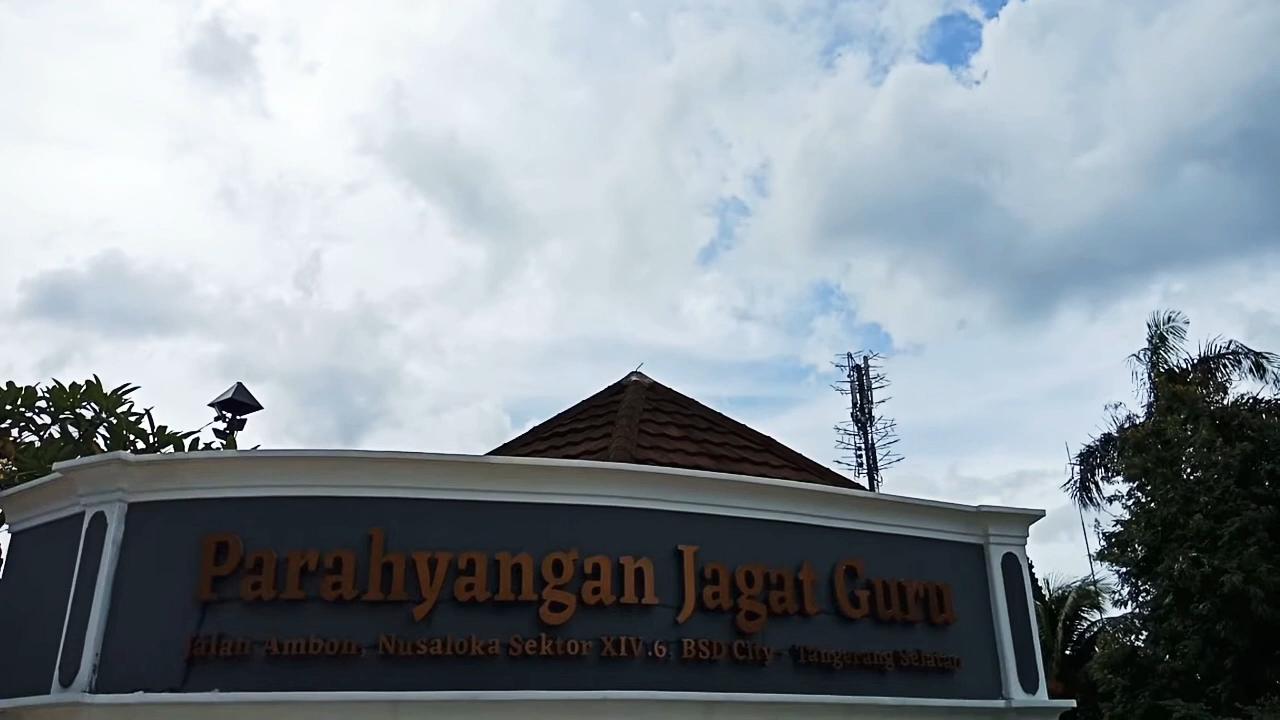 Parahyangan Jagat Guru
Jalan Ambon, Nusaloka Sektor XIV.6, BSD City - Tangerang Selatan